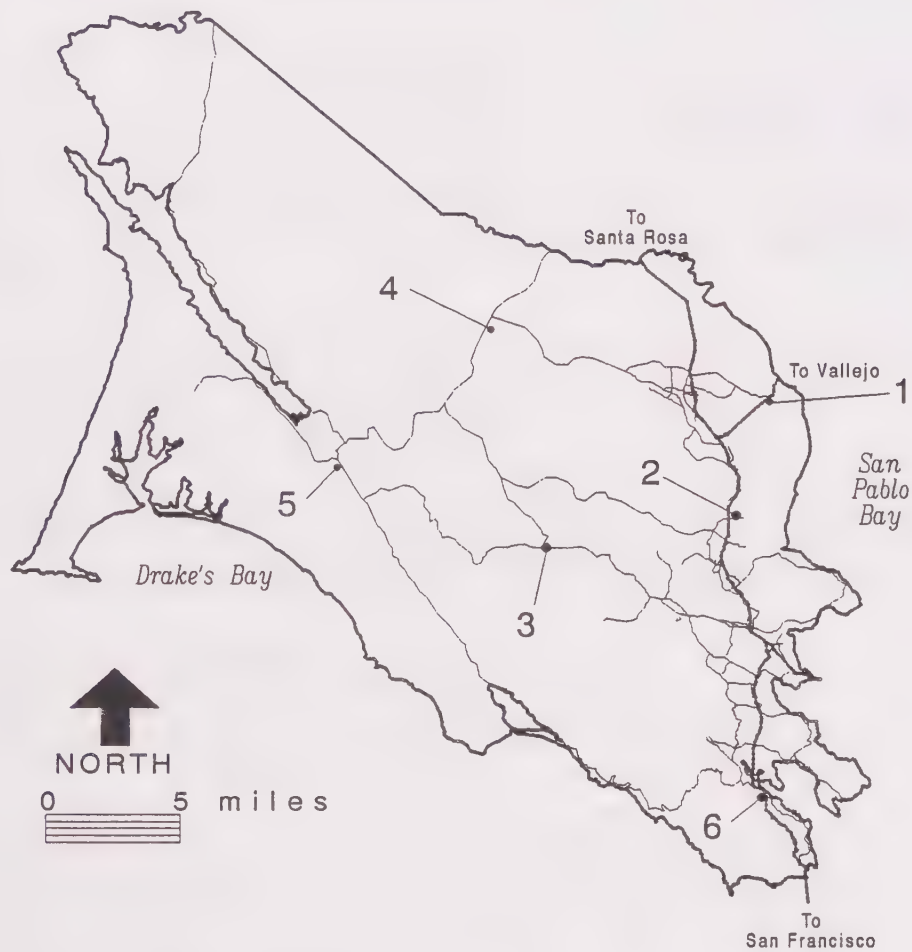 To
Santa Rosa
4
To Vallejo
1
2
San
Pablo
Bay
5
Drake's Bay
3
NORTH
0 5 miles
6
To
San Francisco